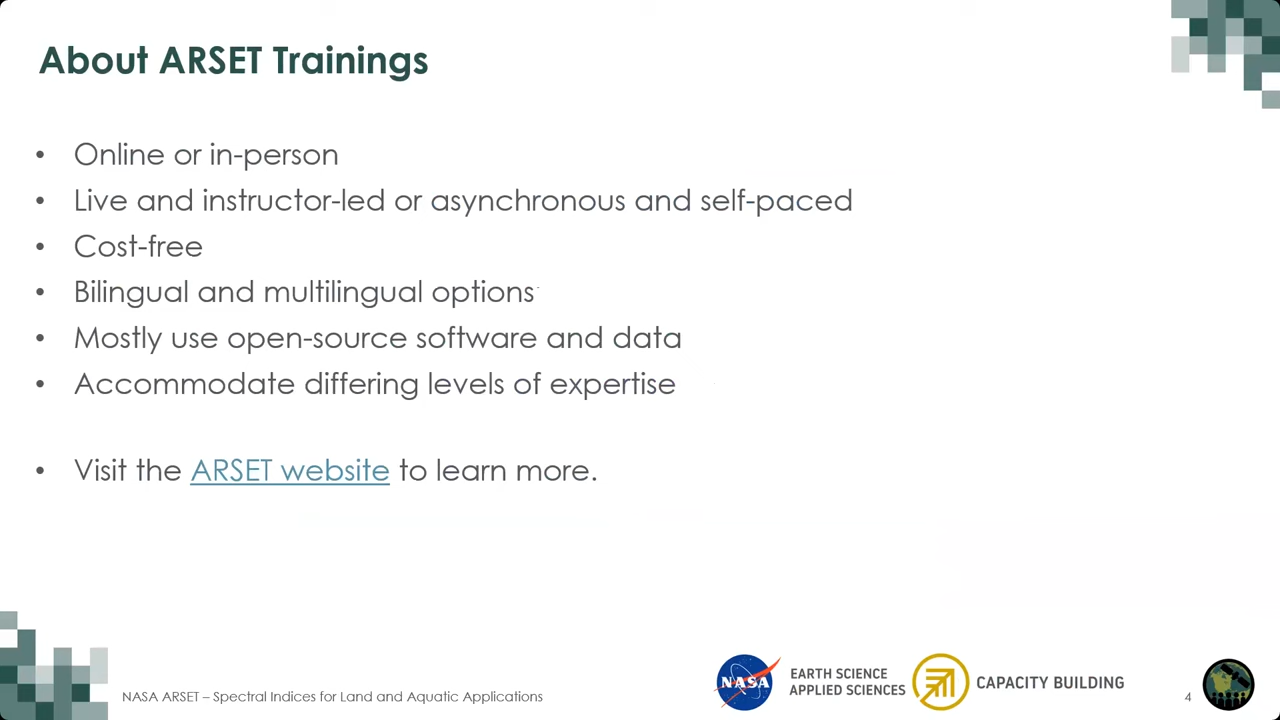 About ARSET Trainings
• Online or in-person
• Live and instructor-led or asynchronous and self-paced
• Cost-free
• Bilingual and multilingual options
• Mostly use open-source software and data
• Accommodate differing levels of expertise
• Visit the ARSET website to learn more.
NASA ARSET – Spectral Indices for Land and Aquatic Applications
NASA
EARTH SCIENCE
APPLIED SCIENCES
CAPACITY BUILDING
4